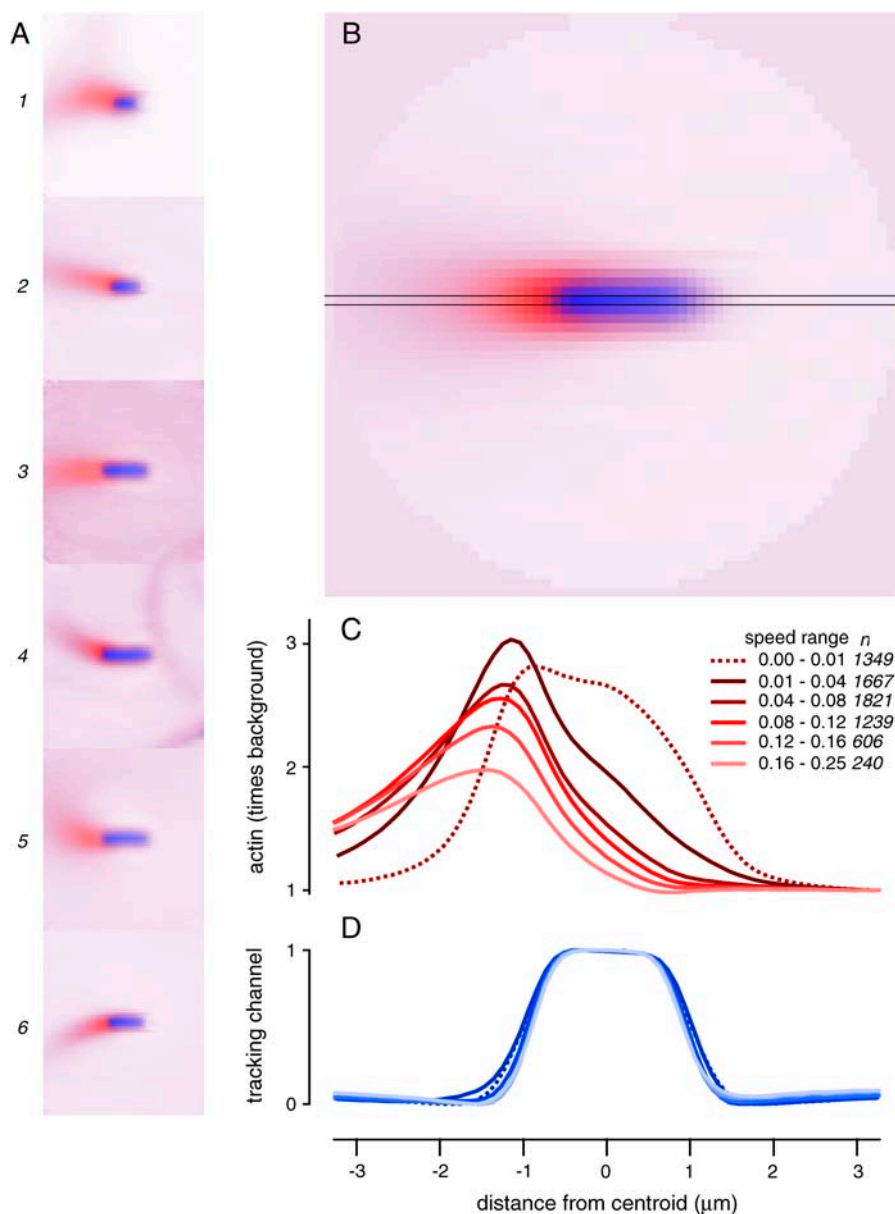 A
1
2
3
4
5
6
B
C
actin (times background)
3
2
1
speed range n
0.00 - 0.01 1349
0.01 - 0.04 1667
0.04 - 0.08 1821
0.08 - 0.12 1239
0.12 - 0.16 606
0.16 - 0.25 240
D
tracking channel
1
0
-3 -2 -1 0 1 2 3
distance from centroid (μm)